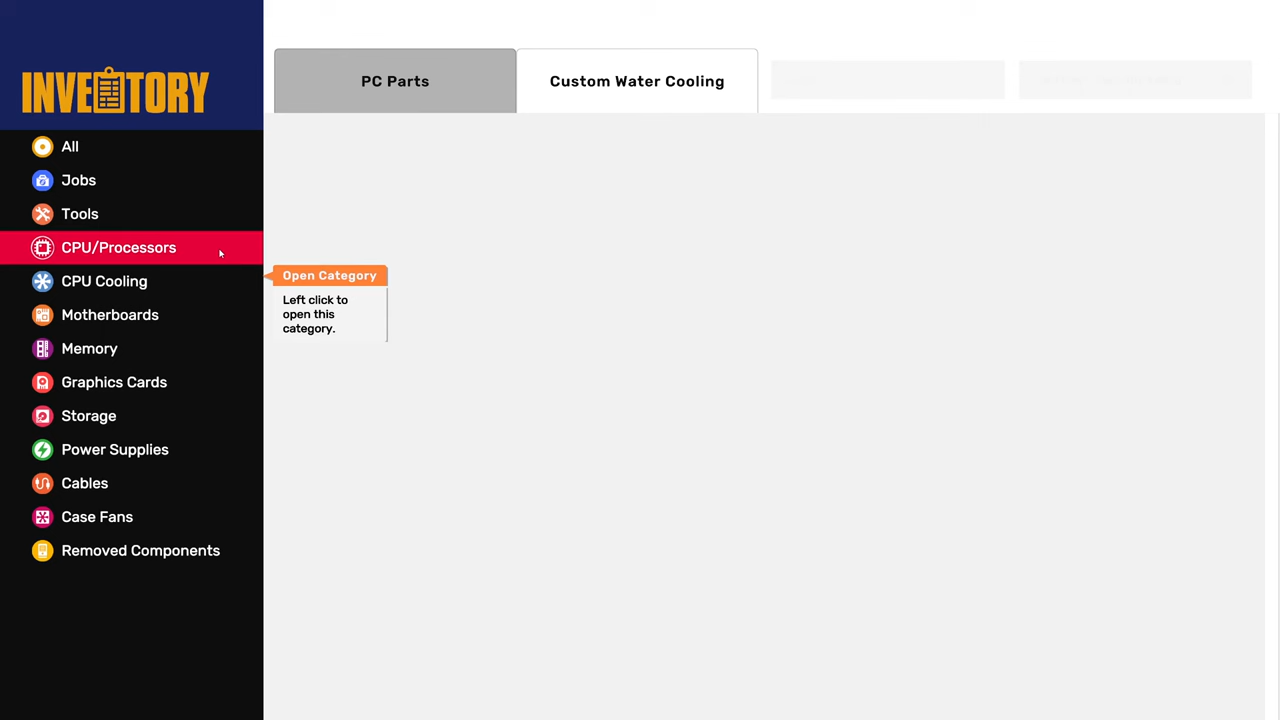 INVENTORY
PC Parts
Custom Water Cooling
All
Jobs
Tools
CPU/Processors
CPU Cooling
Motherboards
Memory
Graphics Cards
Storage
Power Supplies
Cables
Case Fans
Removed Components
Open Category
Left click to
open this
category.